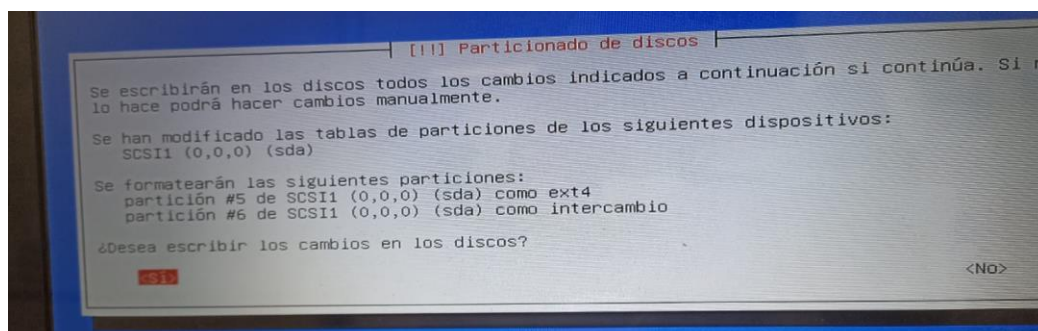 [!!] Particionado de discos
Se escribirán en los discos todos los cambios indicados a continuación si continúa. Si
lo hace podrá hacer cambios manualmente.
Se han modificado las tablas de particiones de los siguientes dispositivos:
SCSI1 (0,0,0) (sda)
Se formatearán las siguientes particiones:
partición #5 de SCSI1 (0,0,0) (sda) como ext4
partición #6 de SCSI1 (0,0,0) (sda) como intercambio
¿Desea escribir los cambios en los discos?
<Sí> <No>